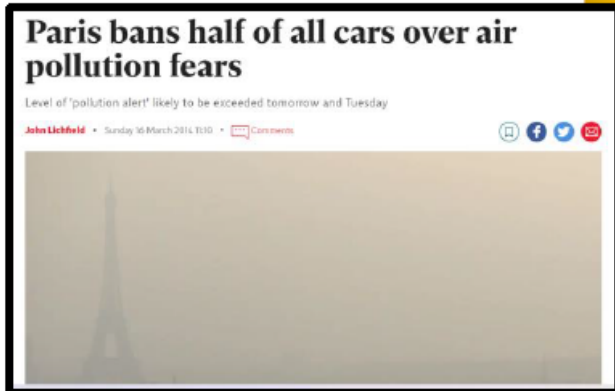 Paris bans half of all cars over air
pollution fears
Level of 'pollution alert' likely to be exceeded tomorrow and Tuesday
John Lichfield • Sunday 16 March 2014 11:10 • Comments